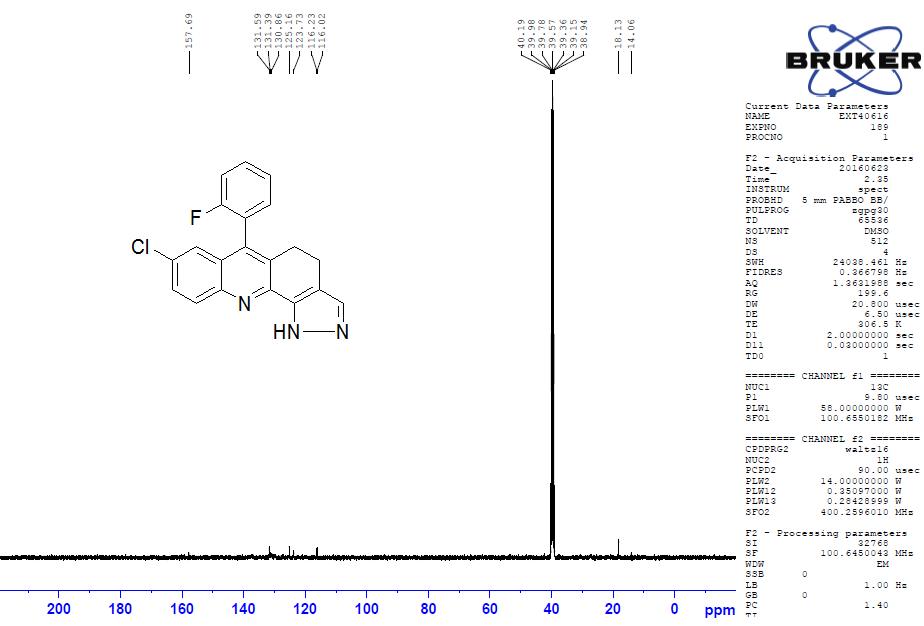 157.69
131.59
131.39
130.86
125.16
123.73
116.23
116.02
40.19
39.98
39.78
39.57
39.36
39.15
38.94
18.13
14.06
BRUKER
Current Data Parameters
NAME EXT40616
EXPNO 189
PROCNO 1
F2 - Acquisition Parameters
Date_ 20160623
Time 2.35
INSTRUM spect
PROBHD 5 mm PABBO BB/
PULPROG zgpg30
TD 65536
SOLVENT DMSO
NS 512
DS 4
SWH 24038.461 Hz
FIDRES 0.366798 Hz
AQ 1.3631988 sec
RG 199.6
DW 20.800 usec
DE 6.50 usec
TE 306.5 K
D1 2.00000000 sec
D11 0.03000000 sec
TD0 1
======== CHANNEL f1 ========
NUC1 13C
P1 9.80 usec
PLW1 58.00000000 W
SFO1 100.6550182 MHz
======== CHANNEL f2 ========
CPDPRG2 waltz16
NUC2 1H
PCPD2 90.00 usec
PLW2 14.00000000 W
PLW12 0.35097000 W
PLW13 0.28428999 W
SFO2 400.2596010 MHz
F2 - Processing parameters
SI 32768
SF 100.6450043 MHz
WDW EM
SSB 0
LB 1.00 Hz
GB 0
PC 1.40
F
Cl
N
HN
N
200 180 160 140 120 100 80 60 40 20 0 ppm